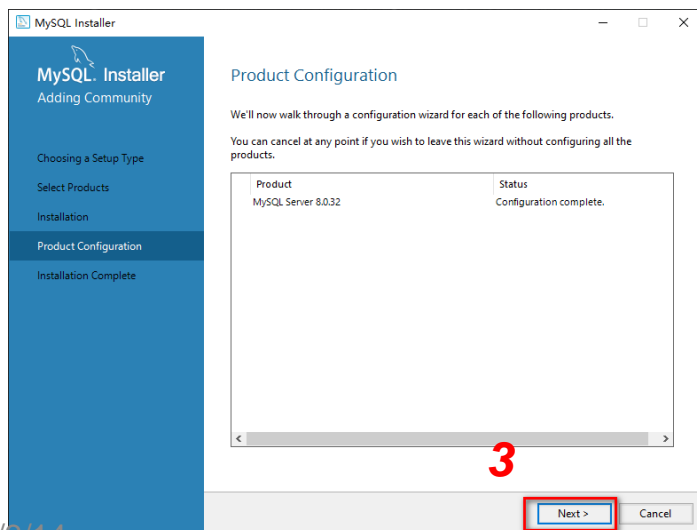 MySQL Installer
MySQL. Installer
Adding Community
Choosing a Setup Type
Select Products
Installation
Product Configuration
Installation Complete
Product Configuration
We'll now walk through a configuration wizard for each of the following products.
You can cancel at any point if you wish to leave this wizard without configuring all the
products.
Product Status
MySQL Server 8.0.32 Configuration complete.
3
Next > Cancel